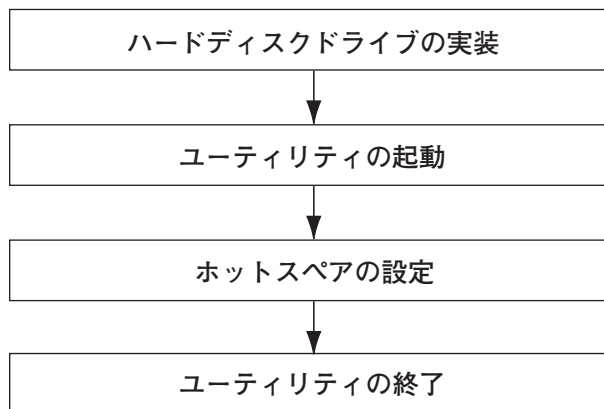 ハードディスクドライブの実装
ユーティリティの起動
ホットスペアの設定
ユーティリティの終了